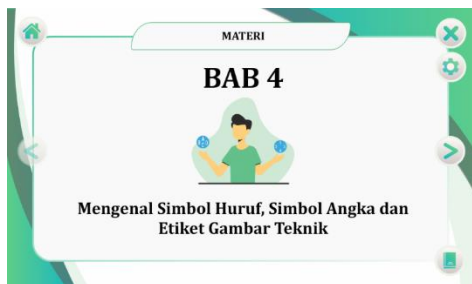 MATERI
BAB 4
Mengenal Simbol Huruf, Simbol Angka dan
Etiket Gambar Teknik